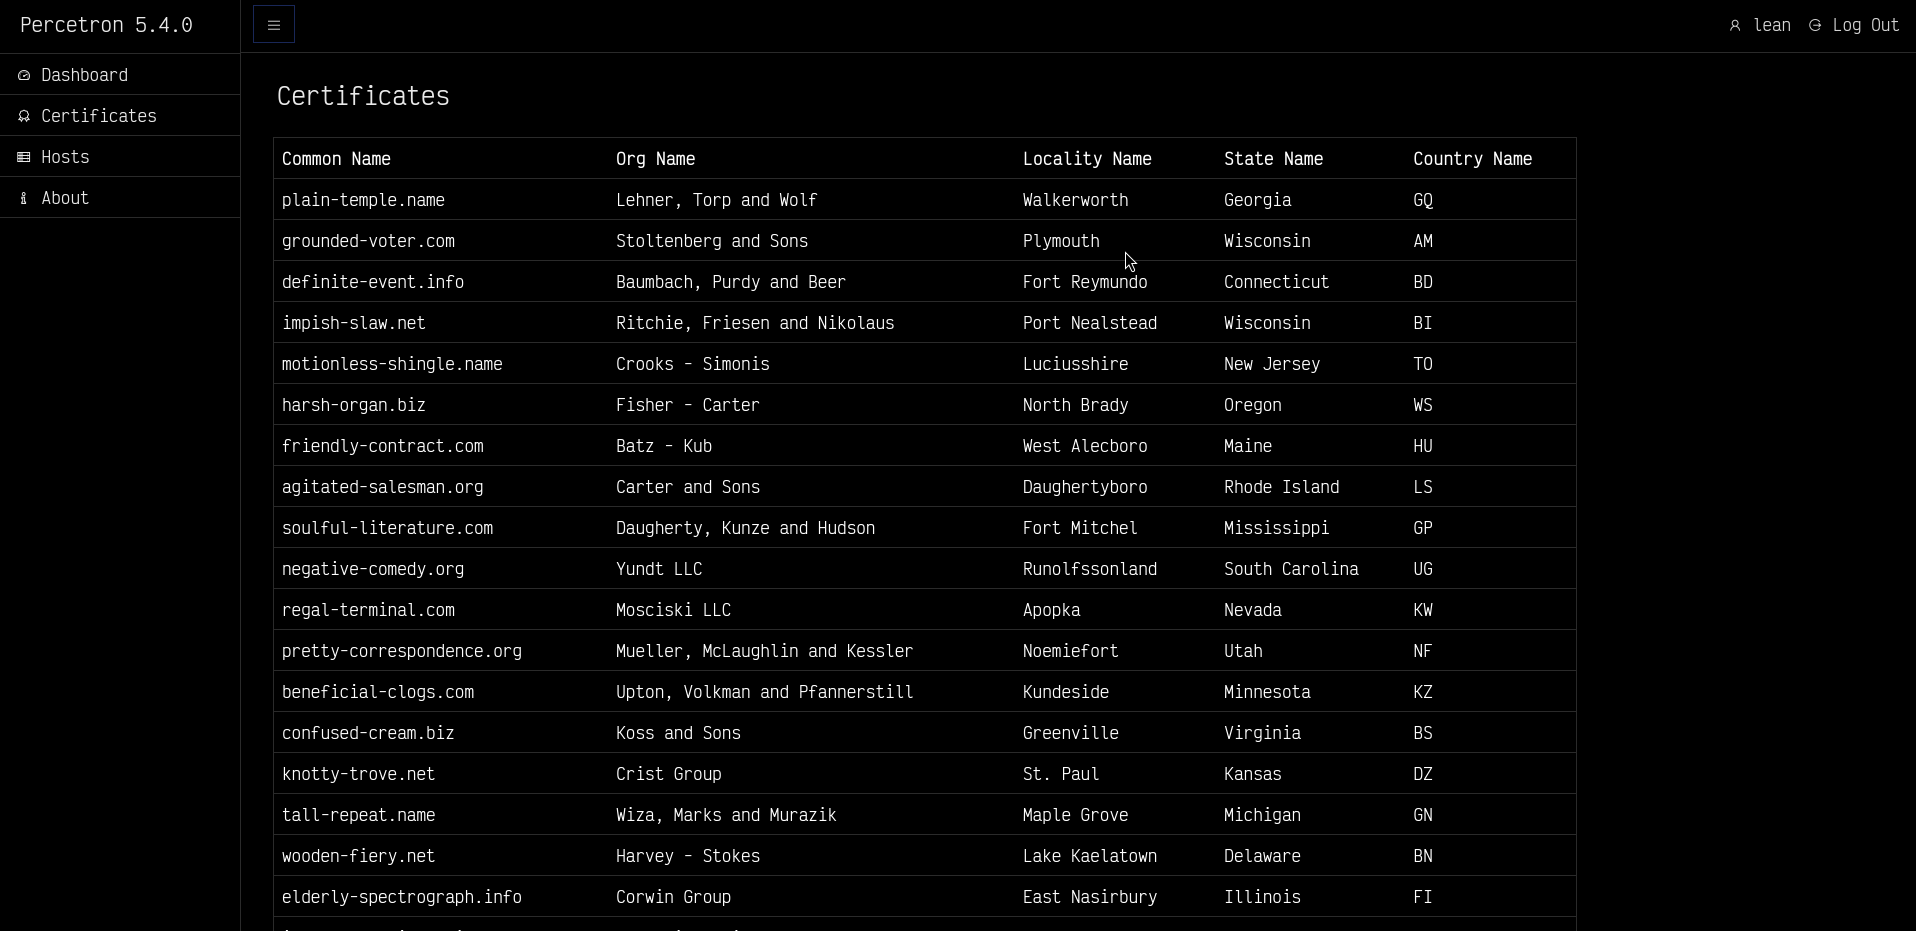 Percetron 5.4.0
lean Log Out
Dashboard
Certificates
Hosts
About
Certificates
Common Name Org Name Locality Name State Name Country Name
plain-temple.name Lehner, Torp and Wolf Walkerworth Georgia GQ
grounded-voter.com Stoltenberg and Sons Plymouth Wisconsin AM
definite-event.info Baumbach, Purdy and Beer Fort Reymundo Connecticut BD
impish-slaw.net Ritchie, Friesen and Nikolaus Port Nealstead Wisconsin BI
motionless-shingle.name Crooks - Simonis Luciusshire New Jersey TO
harsh-organ.biz Fisher - Carter North Brady Oregon WS
friendly-contract.com Batz - Kub West Alecboro Maine HU
agitated-salesman.org Carter and Sons Daughertyboro Rhode Island LS
soulful-literature.com Daugherty, Kunze and Hudson Fort Mitchel Mississippi GP
negative-comedy.org Yundt LLC Runolfssonland South Carolina UG
regal-terminal.com Mosciski LLC Apopka Nevada KW
pretty-correspondence.org Mueller, McLaughlin and Kessler Noemiefort Utah NF
beneficial-clogs.com Upton, Volkman and Pfannerstill Kundeside Minnesota KZ
confused-cream.biz Koss and Sons Greenville Virginia BS
knotty-trove.net Crist Group St. Paul Kansas DZ
tall-repeat.name Wiza, Marks and Murazik Maple Grove Michigan GN
wooden-fiery.net Harvey - Stokes Lake Kaelatown Delaware BN
elderly-spectrograph.info Corwin Group East Nasirbury Illinois FI